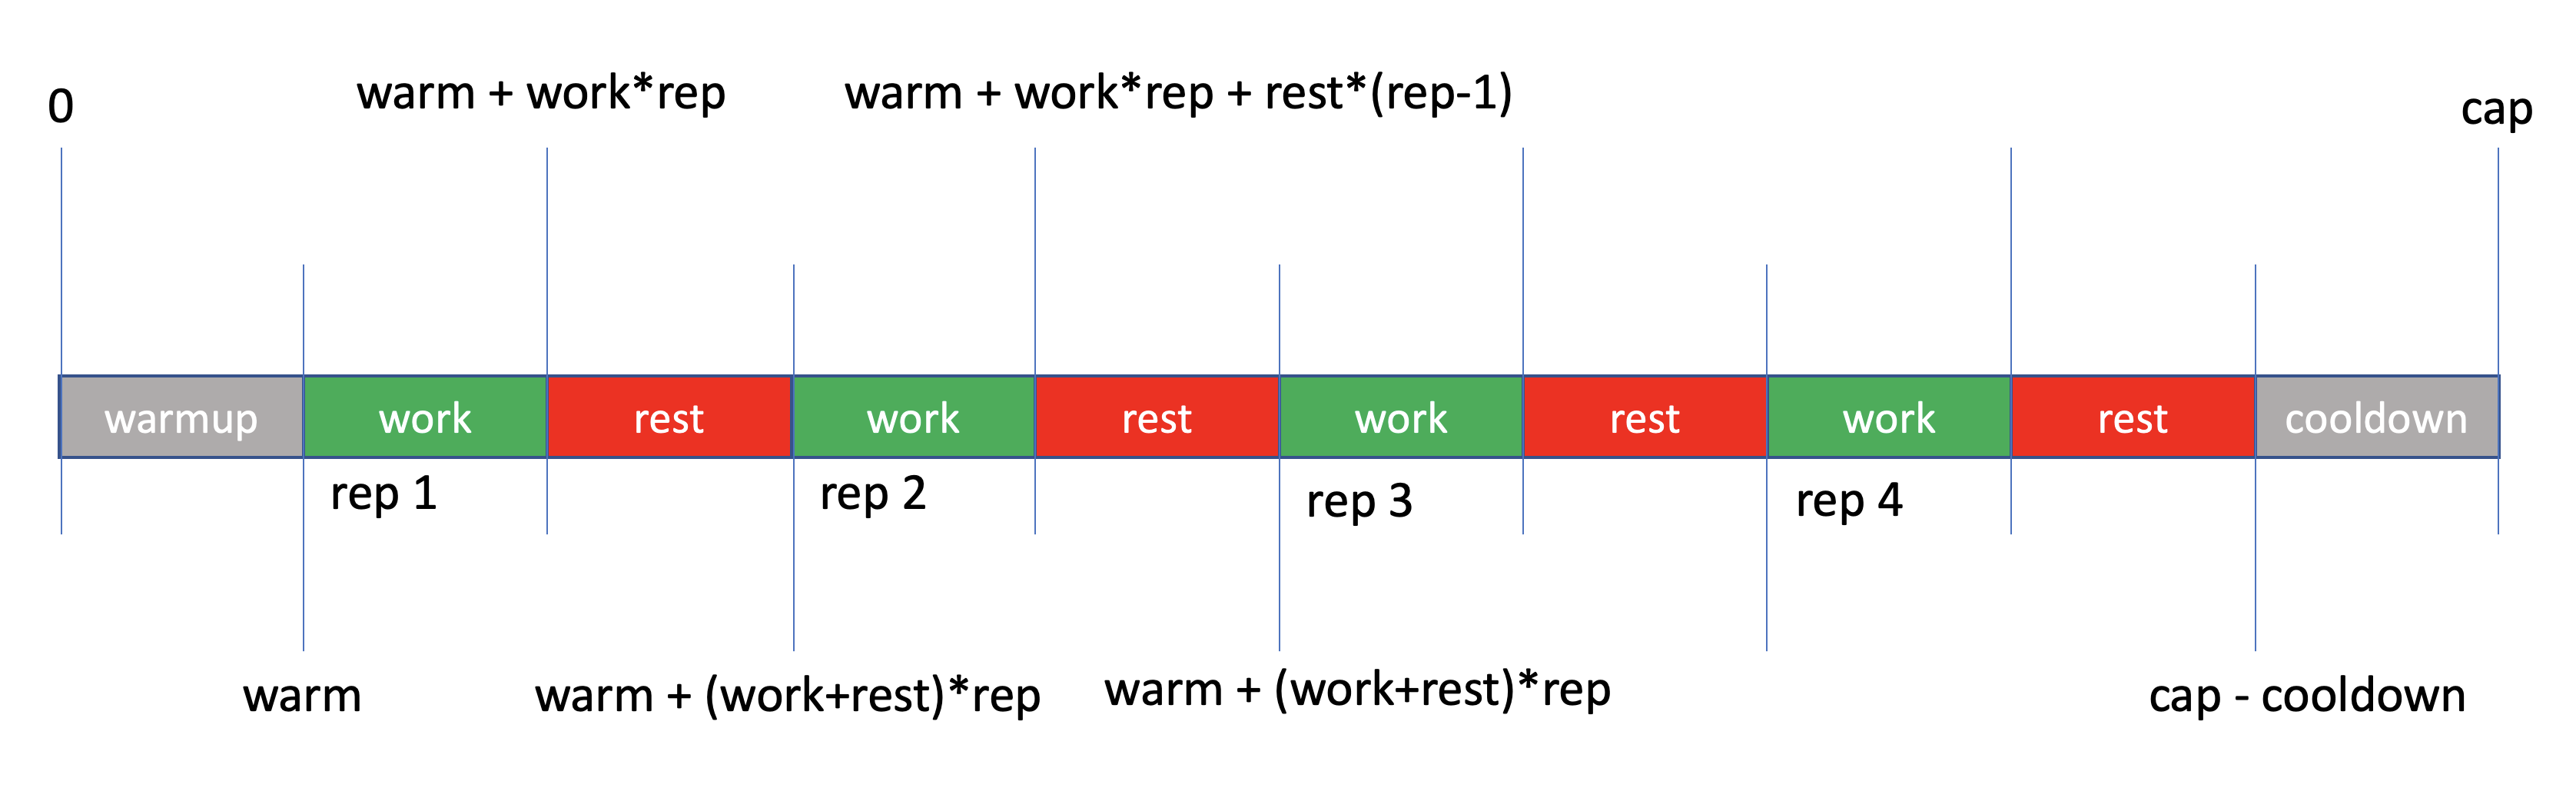 0
warm + work*rep
warm + work*rep + rest*(rep-1)
cap
warmup
work
rest
work
rest
work
rest
work
rest
cooldown
rep 1
rep 2
rep 3
rep 4
warm
warm + (work+rest)*rep
warm + (work+rest)*rep
cap - cooldown